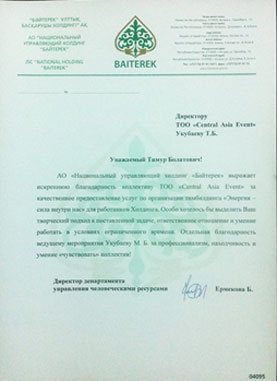 "БӘЙТЕРЕК" ҰЛТТЫҚ
БАСҚАРУШЫ ХОЛДИНГІ" АҚ
АО "НАЦИОНАЛЬНЫЙ
УПРАВЛЯЮЩИЙ ХОЛДИНГ
"БАЙТЕРЕК"
JSC "NATIONAL HOLDING
"BAITEREK"
BAITEREK
Директору
ТОО «Central Asia Event»
Укубаеву Т.Б.
Уважаемый Тимур Болатович!
АО «Национальный управляющий холдинг «Байтерек» выражает
искреннюю благодарность коллективу ТОО «Central Asia Event» за
качественное предоставление услуг по организации тимбилдинга «Энергия –
сила внутри нас» для работников Холдинга. Особо хотелось бы выделить Ваш
творческий подход к поставленной задаче, ответственное отношение и умение
работать в условиях ограниченного времени. Отдельная благодарность
ведущему мероприятия Укубаеву М. Б. за профессионализм, находчивость и
умение «чувствовать» коллектив!
Директор департамента
управления человеческими ресурсами
Ермекова Б.
04095